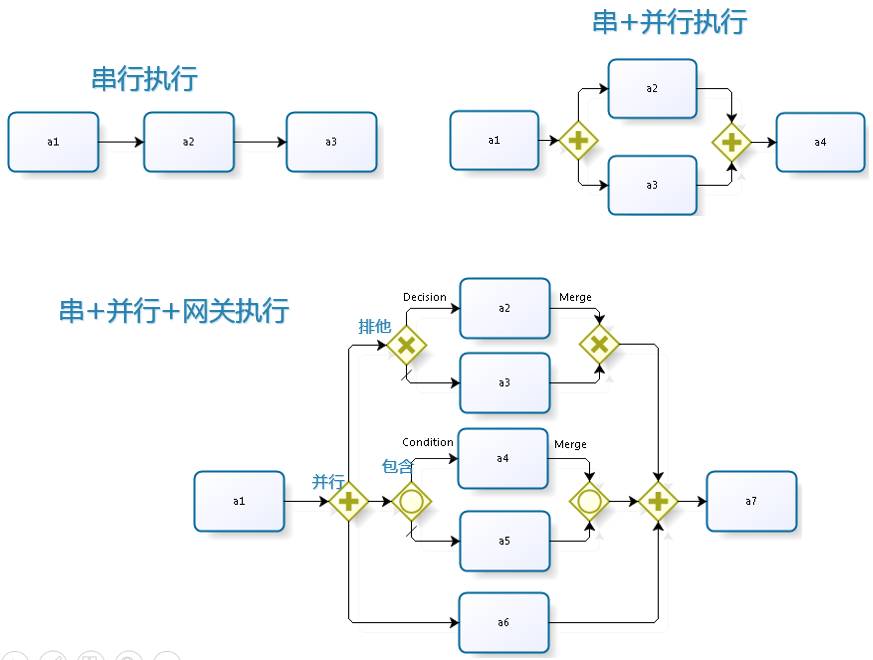 串+并行执行
串行执行
a1
a2
a3
a1
a2
a3
a4
串+并行+网关执行
排他
Decision
a2
Merge
a3
Condition
包含
a4
Merge
并行
a1
a5
a7
a6